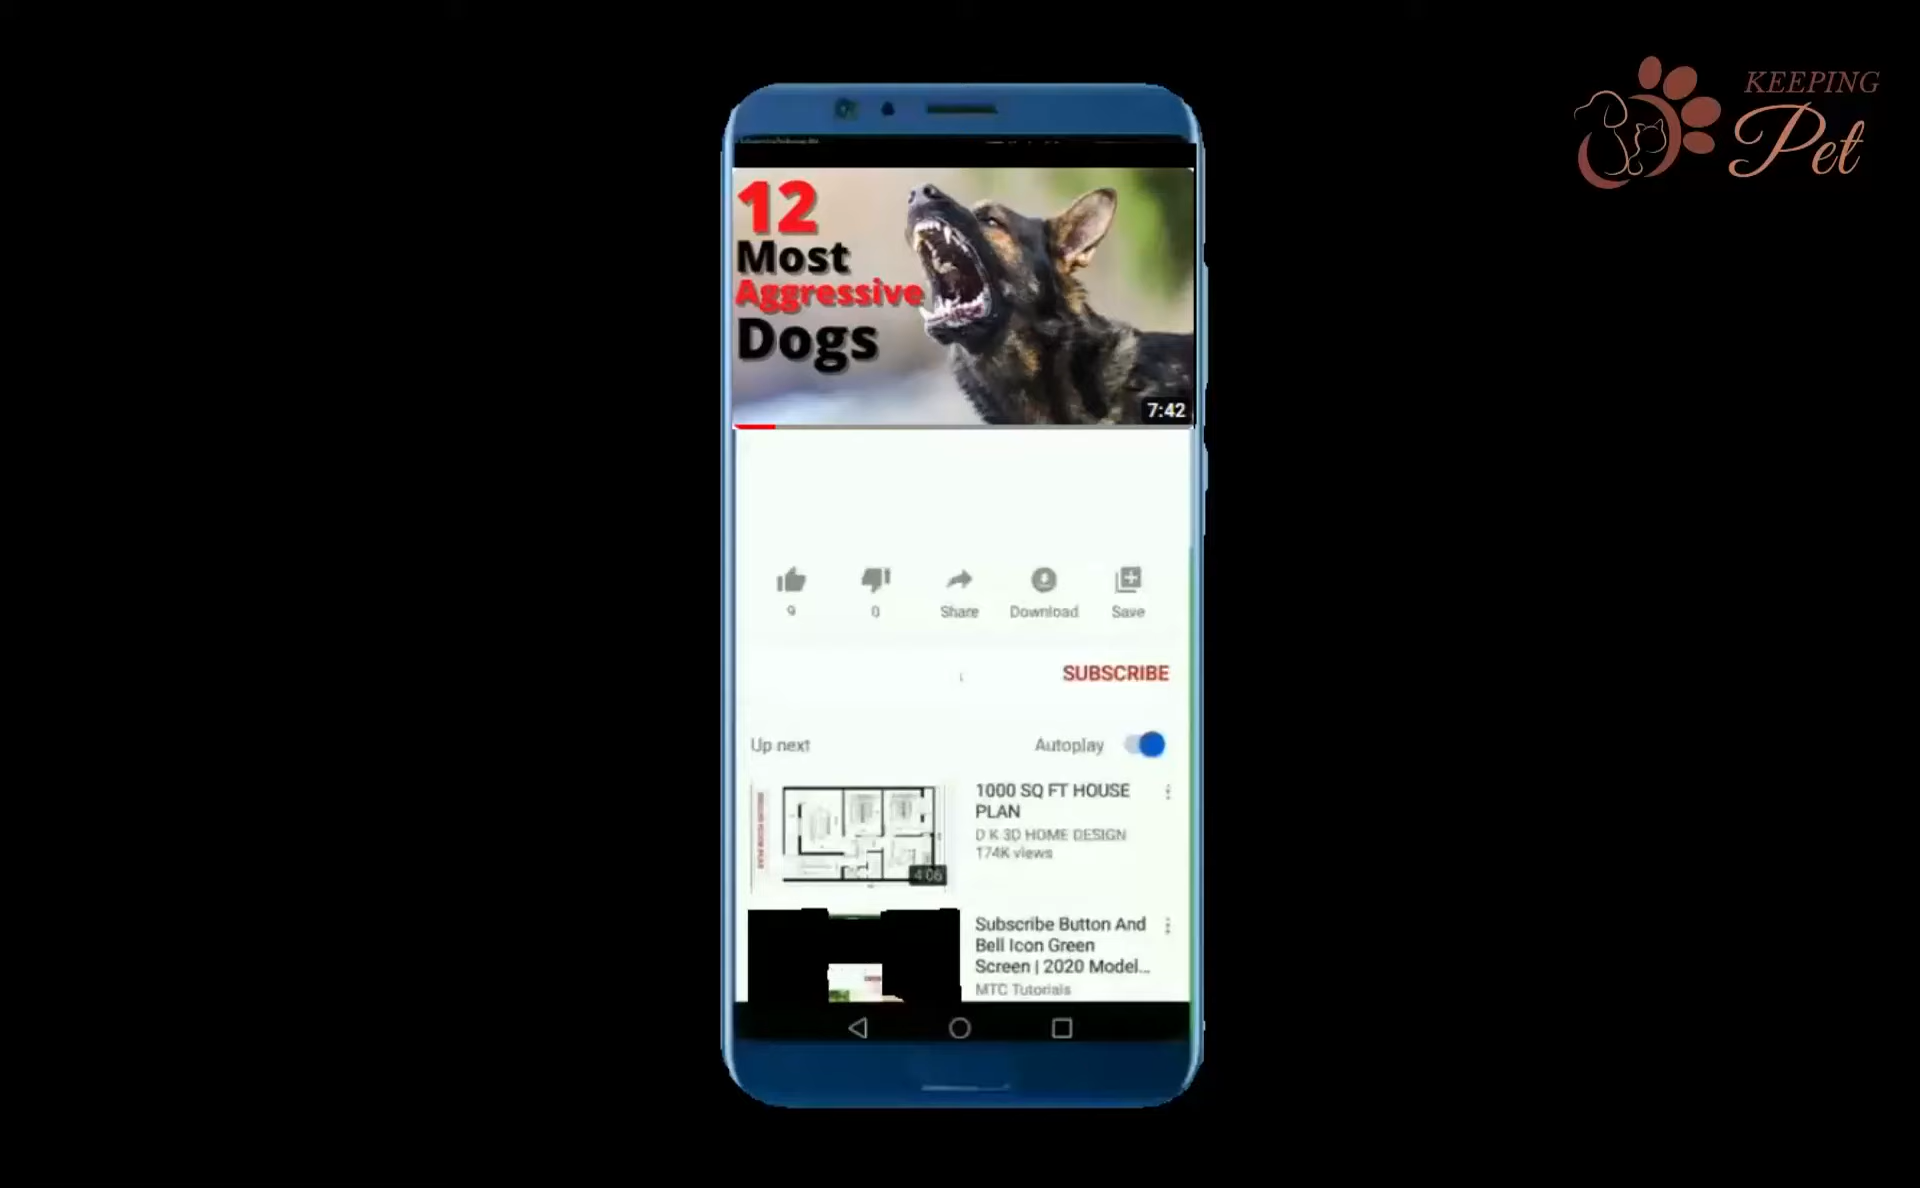 KEEPING
Pet
12
Most
Aggressive
Dogs
7:42
9
0
Share
Download
Save
SUBSCRIBE
Up next
Autoplay
1000 SQ FT HOUSE
PLAN
D K 3D HOME DESIGN
174K views
4:06
Subscribe Button And
Bell Icon Green
Screen | 2020 Model...
MTC Tutorials